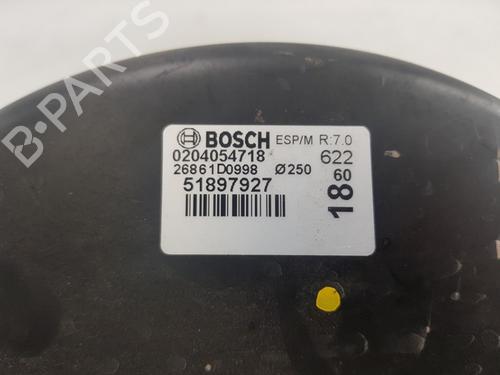 B-PARTS
BOSCH ESP/M R:7.0
0204054718 622
26861D0998 Ø250 60
51897927 18